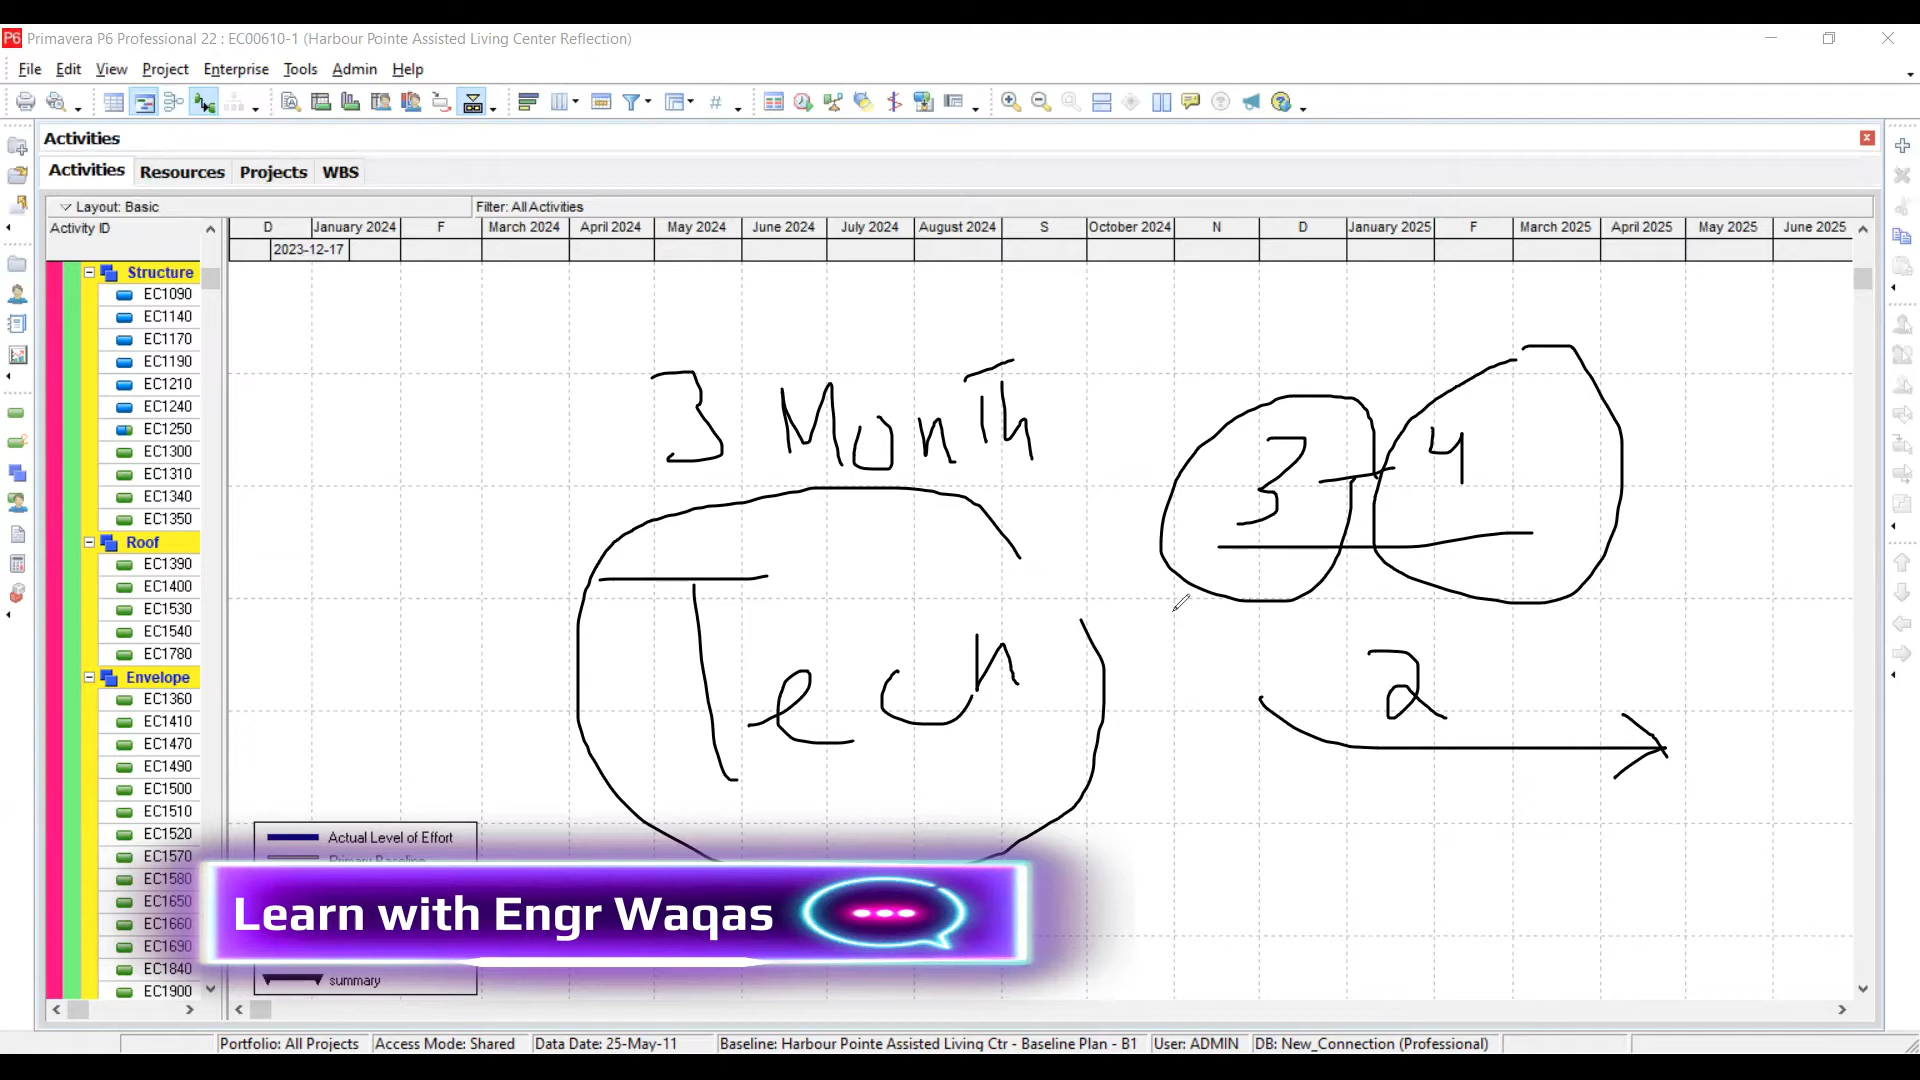 P6 Primavera P6 Professional 22 : EC00610-1 (Harbour Pointe Assisted Living Center Reflection)
File Edit View Project Enterprise Tools Admin Help
Activities
Activities Resources Projects WBS
Layout: Basic Filter: All Activities
Activity ID D January 2024 F March 2024 April 2024 May 2024 June 2024 July 2024 August 2024 S October 2024 N D January 2025 F March 2025 April 2025 May 2025 June 2025
2023-12-17
Structure
EC1090
EC1140
EC1170
EC1190
EC1210
EC1240
EC1250
EC1300
EC1310
EC1340
EC1350
Roof
EC1390
EC1400
EC1530
EC1540
EC1780
Envelope
EC1360
EC1410
EC1470
EC1490
EC1500
EC1510
EC1520
EC1570
EC1580
EC1650
EC1660
EC1690
EC1840
EC1900
3 Month
3 - 4
Tech
2
Actual Level of Effort
Primary Baseline
Learn with Engr Waqas
summary
Portfolio: All Projects Access Mode: Shared Data Date: 25-May-11 Baseline: Harbour Pointe Assisted Living Ctr - Baseline Plan - B1 User: ADMIN DB: New_Connection (Professional)